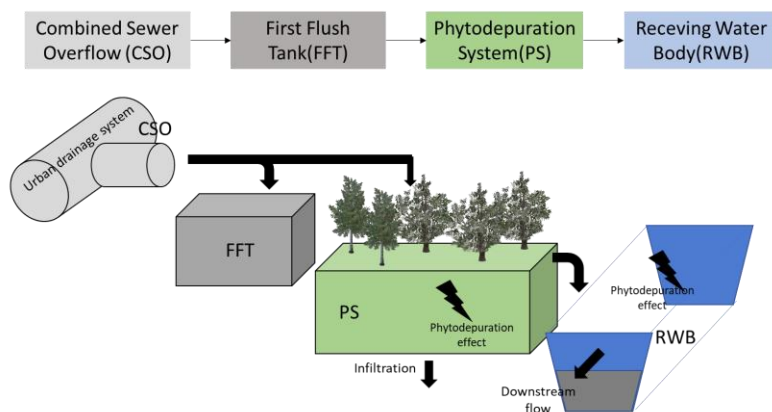 Combined Sewer
Overflow (CSO)
First Flush
Tank(FFT)
Phytodepuration
System(PS)
Receving Water
Body(RWB)
Urban drainage system
CSO
FFT
PS
Phytodepuration
effect
Infiltration
Phytodepuration
effect
RWB
Downstream
flow